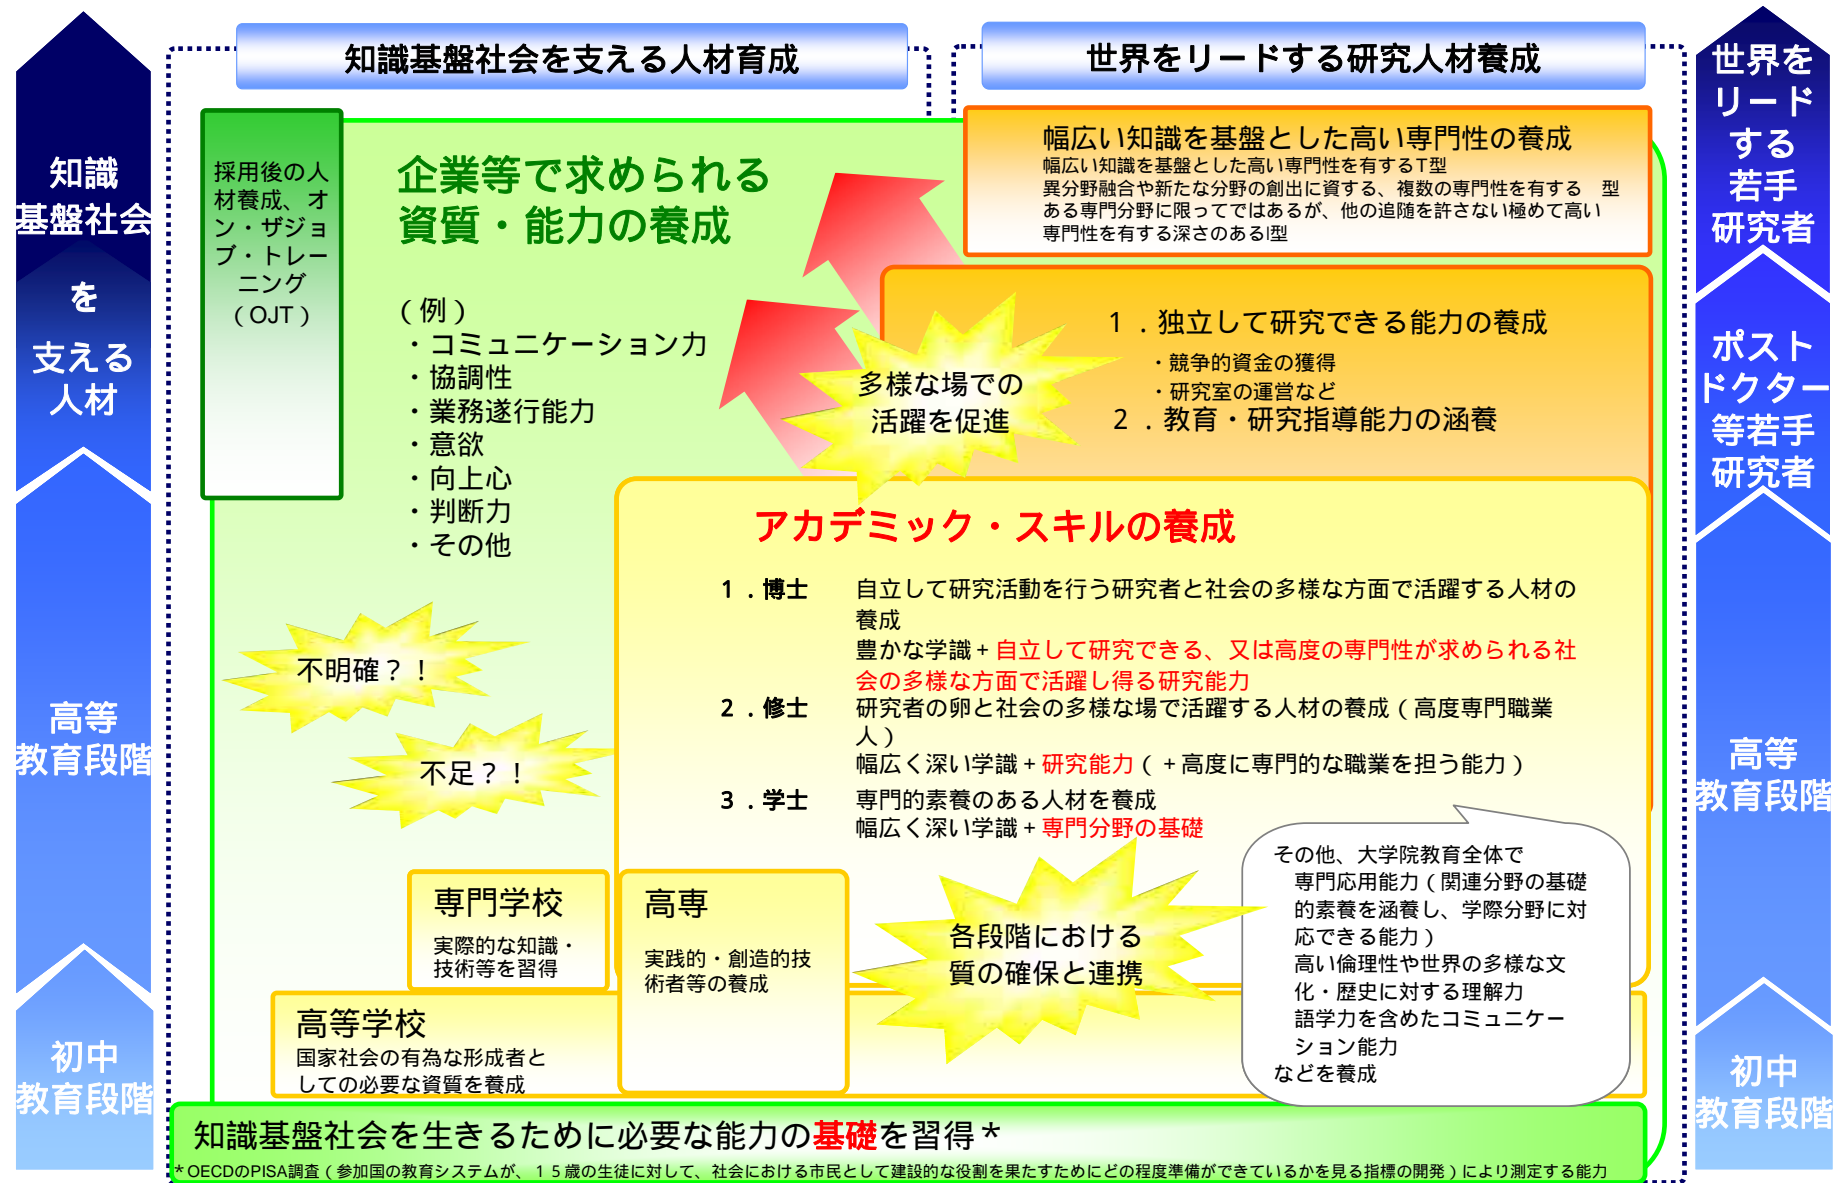 知識基盤社会を支える人材育成
世界をリードする研究人材養成
知識
基盤社会
を
支える
人材
高等
教育段階
初中
教育段階
採用後の人
材養成、オ
ン・ザジョ
ブ・トレー
ニング
（OJT）
企業等で求められる
資質・能力の養成
（例）
・コミュニケーション力
・協調性
・業務遂行能力
・意欲
・向上心
・判断力
・その他
不明確？！
不足？！
幅広い知識を基盤とした高い専門性の養成
幅広い知識を基盤とした高い専門性を有するT型
異分野融合や新たな分野の創出に資する、複数の専門性を有する　型
ある専門分野に限ってではあるが、他の追随を許さない極めて高い
専門性を有する深さのあるI型
１．独立して研究できる能力の養成
・競争的資金の獲得
・研究室の運営など
２．教育・研究指導能力の涵養
多様な場での
活躍を促進
アカデミック・スキルの養成
１．博士　自立して研究活動を行う研究者と社会の多様な方面で活躍する人材の
養成
豊かな学識+自立して研究できる、又は高度の専門性が求められる社
会の多様な方面で活躍し得る研究能力
２．修士　研究者の卵と社会の多様な場で活躍する人材の養成（高度専門職業
人）
幅広く深い学識+研究能力（+高度に専門的な職業を担う能力）
３．学士　専門的素養のある人材を養成
幅広く深い学識+専門分野の基礎
専門学校
実際的な知識・
技術等を習得
高専
実践的・創造的技
術者等の養成
各段階における
質の確保と連携
その他、大学院教育全体で
専門応用能力（関連分野の基礎
的素養を涵養し、学際分野に対
応できる能力）
高い倫理性や世界の多様な文
化・歴史に対する理解力
語学力を含めたコミュニケー
ション能力
などを養成
高等学校
国家社会の有為な形成者と
しての必要な資質を養成
知識基盤社会を生きるために必要な能力の基礎を習得*
*OECDのPISA調査（参加国の教育システムが、１５歳の生徒に対して、社会における市民として建設的な役割を果たすためにどの程度準備ができているかを見る指標の開発）により測定する能力
世界を
リード
する
若手
研究者
ポスト
ドクター
等若手
研究者
高等
教育段階
初中
教育段階